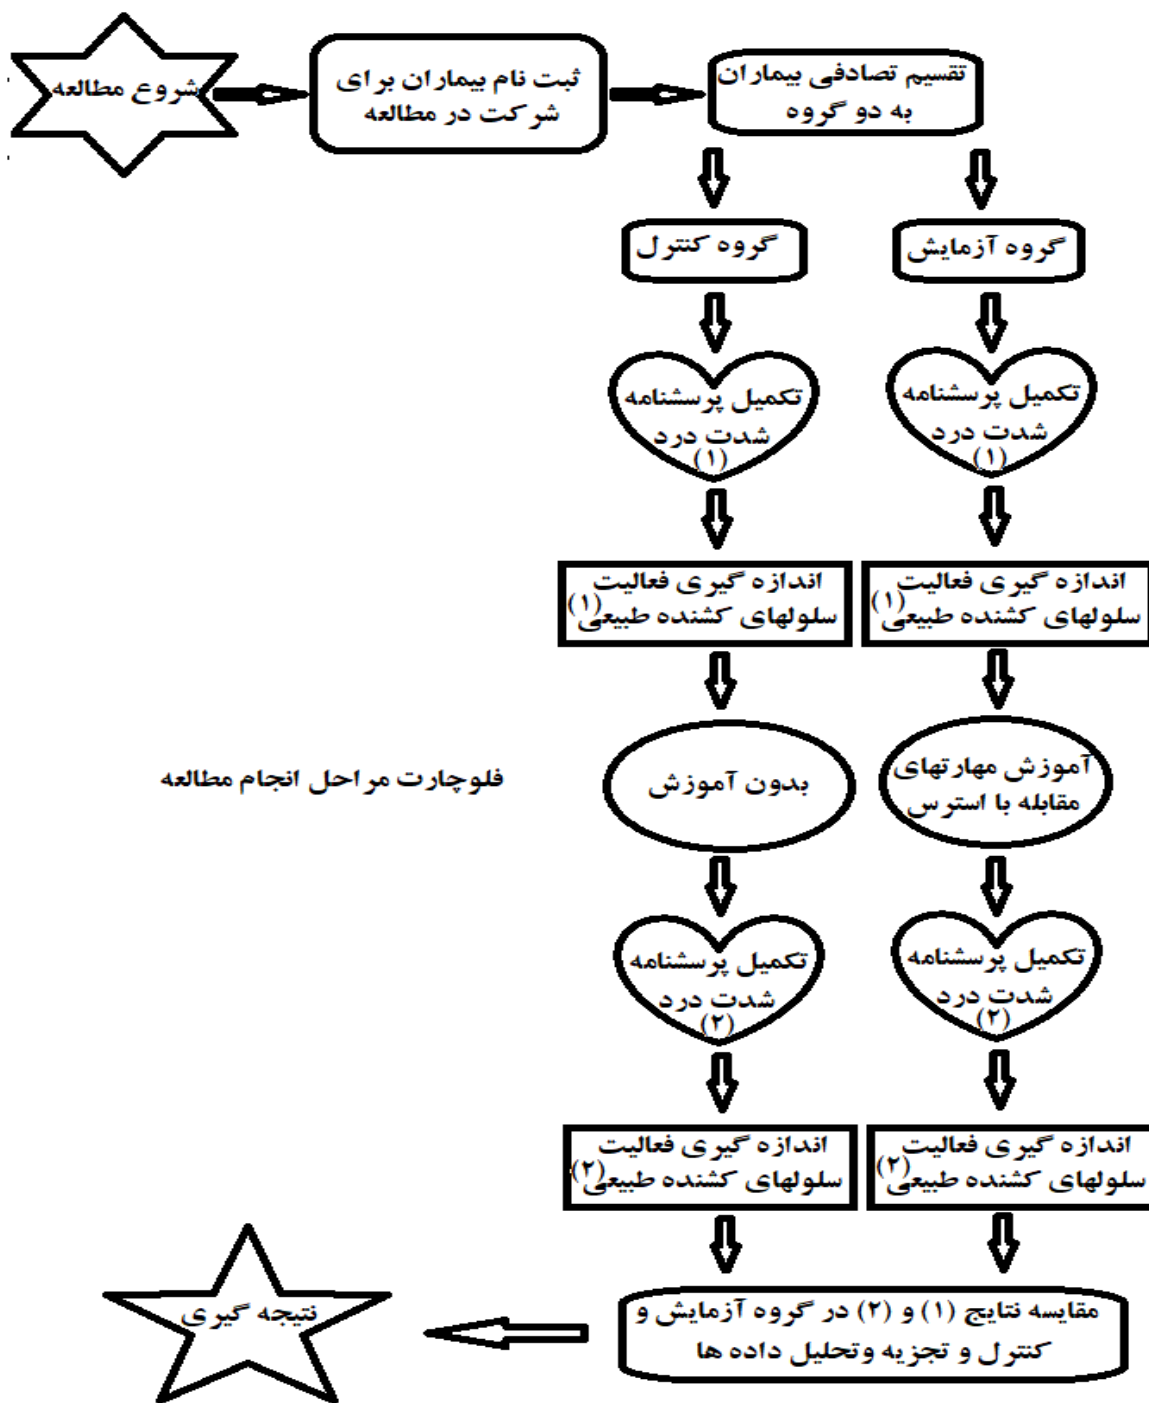 شروع مطالعه
ثبت نام بیماران برای
شرکت در مطالعه
تقسیم تصادفی بیماران
به دو گروه
گروه کنترل
گروه آزمایش
تکمیل پرسشنامه
شدت درد
(۱)
تکمیل پرسشنامه
شدت درد
(۱)
اندازه گیری فعالیت
سلولهای کشنده طبیعی(۱)
اندازه گیری فعالیت
سلولهای کشنده طبیعی(۱)
فلوچارت مراحل انجام مطالعه
بدون آموزش
آموزش مهارتهای
مقابله با استرس
تکمیل پرسشنامه
شدت درد
(۲)
تکمیل پرسشنامه
شدت درد
(۲)
اندازه گیری فعالیت
سلولهای کشنده طبیعی(۲)
اندازه گیری فعالیت
سلولهای کشنده طبیعی(۲)
مقایسه نتایج (۱) و (۲) در گروه آزمایش و
کنترل و تجزیه وتحلیل داده ها
نتیجه گیری